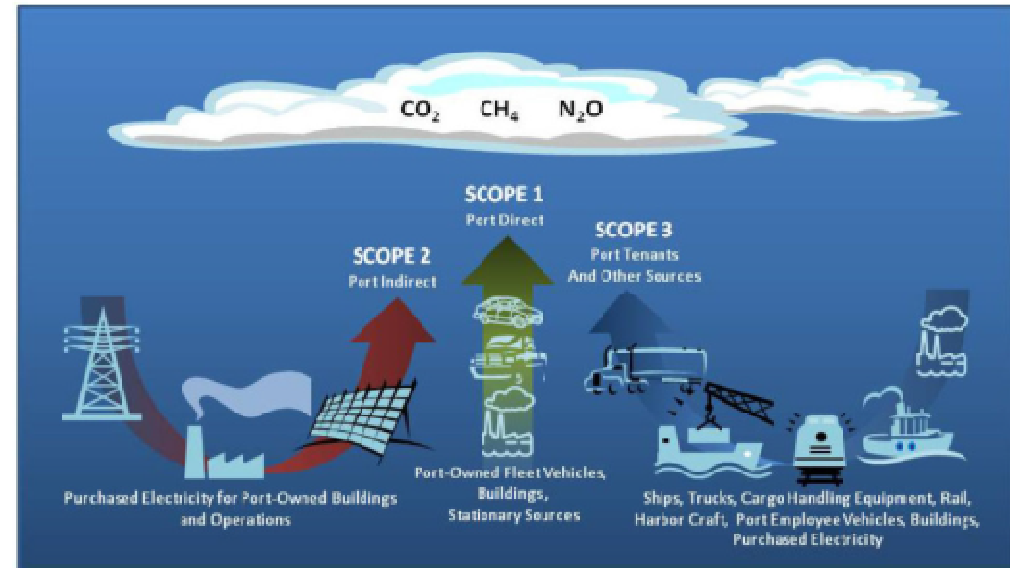 CO₂ CH₄ N₂O
SCOPE 1
Port Direct
SCOPE 2
Port Indirect
SCOPE 3
Port Tenants
And Other Sources
Purchased Electricity for Port-Owned Buildings
and Operations
Port-Owned Fleet Vehicles,
Buildings,
Stationary Sources
Ships, Trucks, Cargo Handling Equipment, Rail,
Harbor Craft, Port Employee Vehicles, Buildings,
Purchased Electricity